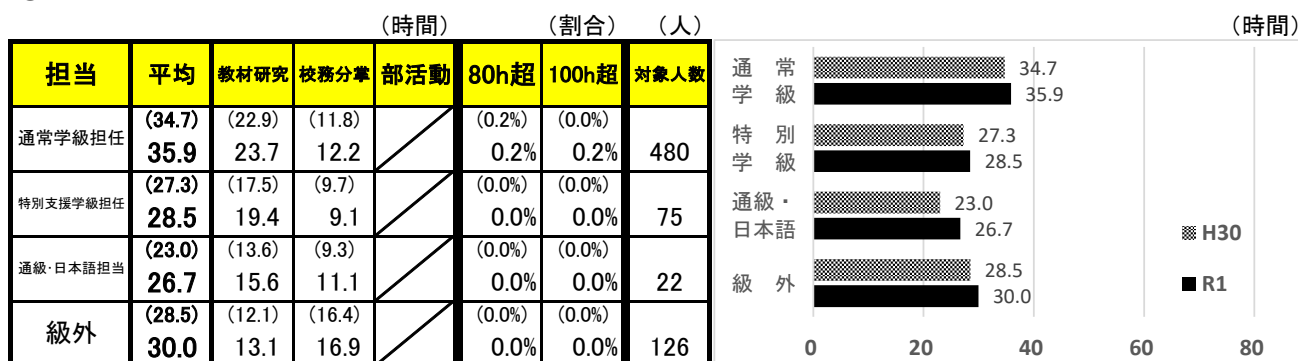 （時間） （割合） （人）
担当 平均 教材研究 校務分掌 部活動 80h超 100h超 対象人数
通常学級担任 (34.7) (22.9) (11.8) (0.2%) (0.0%)
35.9 23.7 12.2 0.2% 0.2% 480
特別支援学級担任 (27.3) (17.5) (9.7) (0.0%) (0.0%)
28.5 19.4 9.1 0.0% 0.0% 75
通級・日本語担当 (23.0) (13.6) (9.3) (0.0%) (0.0%)
26.7 15.6 11.1 0.0% 0.0% 22
級外 (28.5) (12.1) (16.4) (0.0%) (0.0%)
30.0 13.1 16.9 0.0% 0.0% 126
（時間）
通常 34.7
学級 35.9
特別 27.3
学級 28.5
通級・ 23.0
日本語 26.7
級外 28.5
30.0
H30
R1
0 20 40 60 80